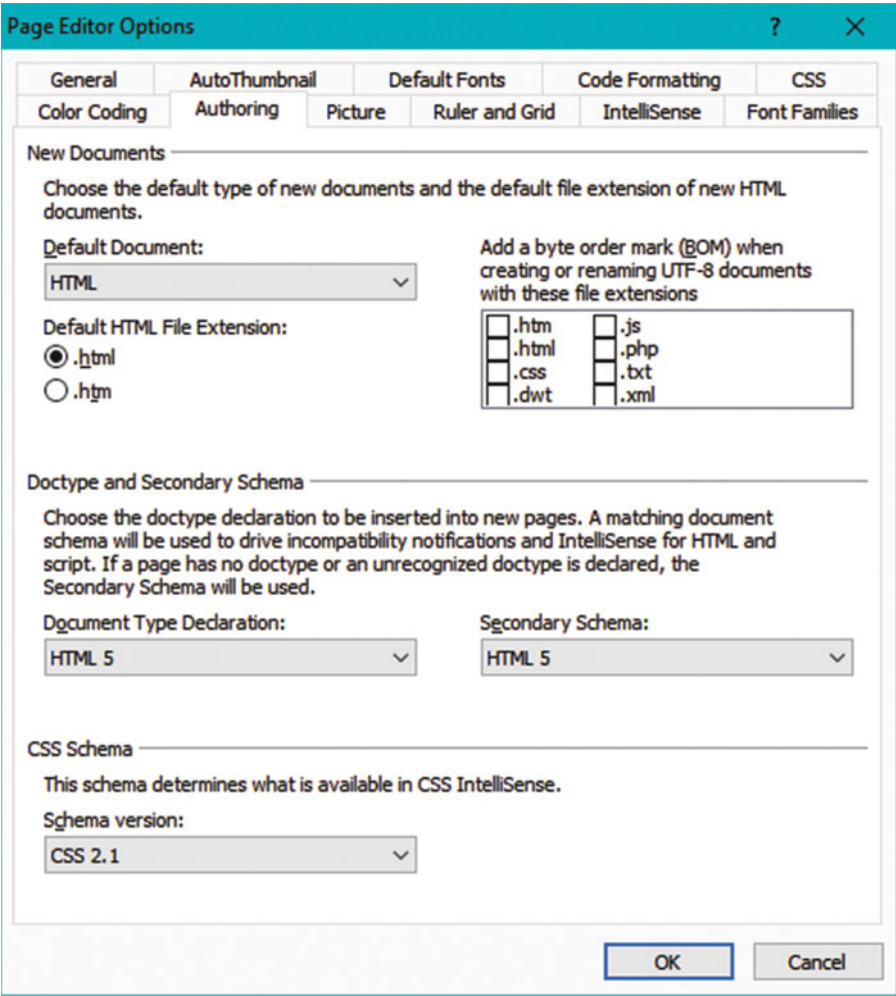 Page Editor Options
?
General
AutoThumbnail
Default Fonts
Code Formatting
CSS
Color Coding
Authoring
Picture
Ruler and Grid
IntelliSense
Font Families
New Documents
Choose the default type of new documents and the default file extension of new HTML
documents.
Default Document:
HTML
Default HTML File Extension:
.html
.htm
Add a byte order mark (BOM) when
creating or renaming UTF-8 documents
with these file extensions
.htm
.html
.css
.dwt
.js
.php
.txt
.xml
Doctype and Secondary Schema
Choose the doctype declaration to be inserted into new pages. A matching document
schema will be used to drive incompatibility notifications and IntelliSense for HTML and
script. If a page has no doctype or an unrecognized doctype is declared, the
Secondary Schema will be used.
Document Type Declaration:
HTML 5
Secondary Schema:
HTML 5
CSS Schema
This schema determines what is available in CSS IntelliSense.
Schema version:
CSS 2.1
OK
Cancel